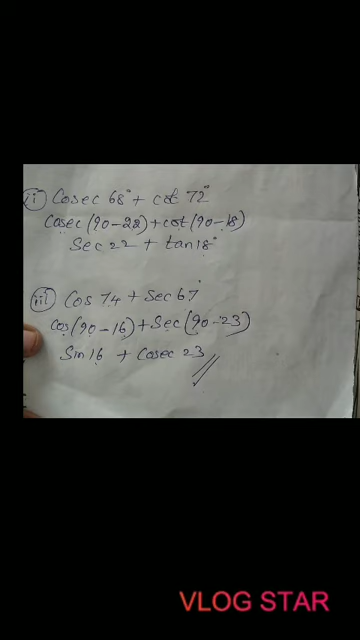 ii) Cosec 68° + cot 72°
Cosec (90-22) + cot (90-18)
Sec 22 + tan 18°
iii) Cos 74 + Sec 67°
cos (90-16) + Sec (90-23)
Sin 16 + Cosec 23
VLOG STAR